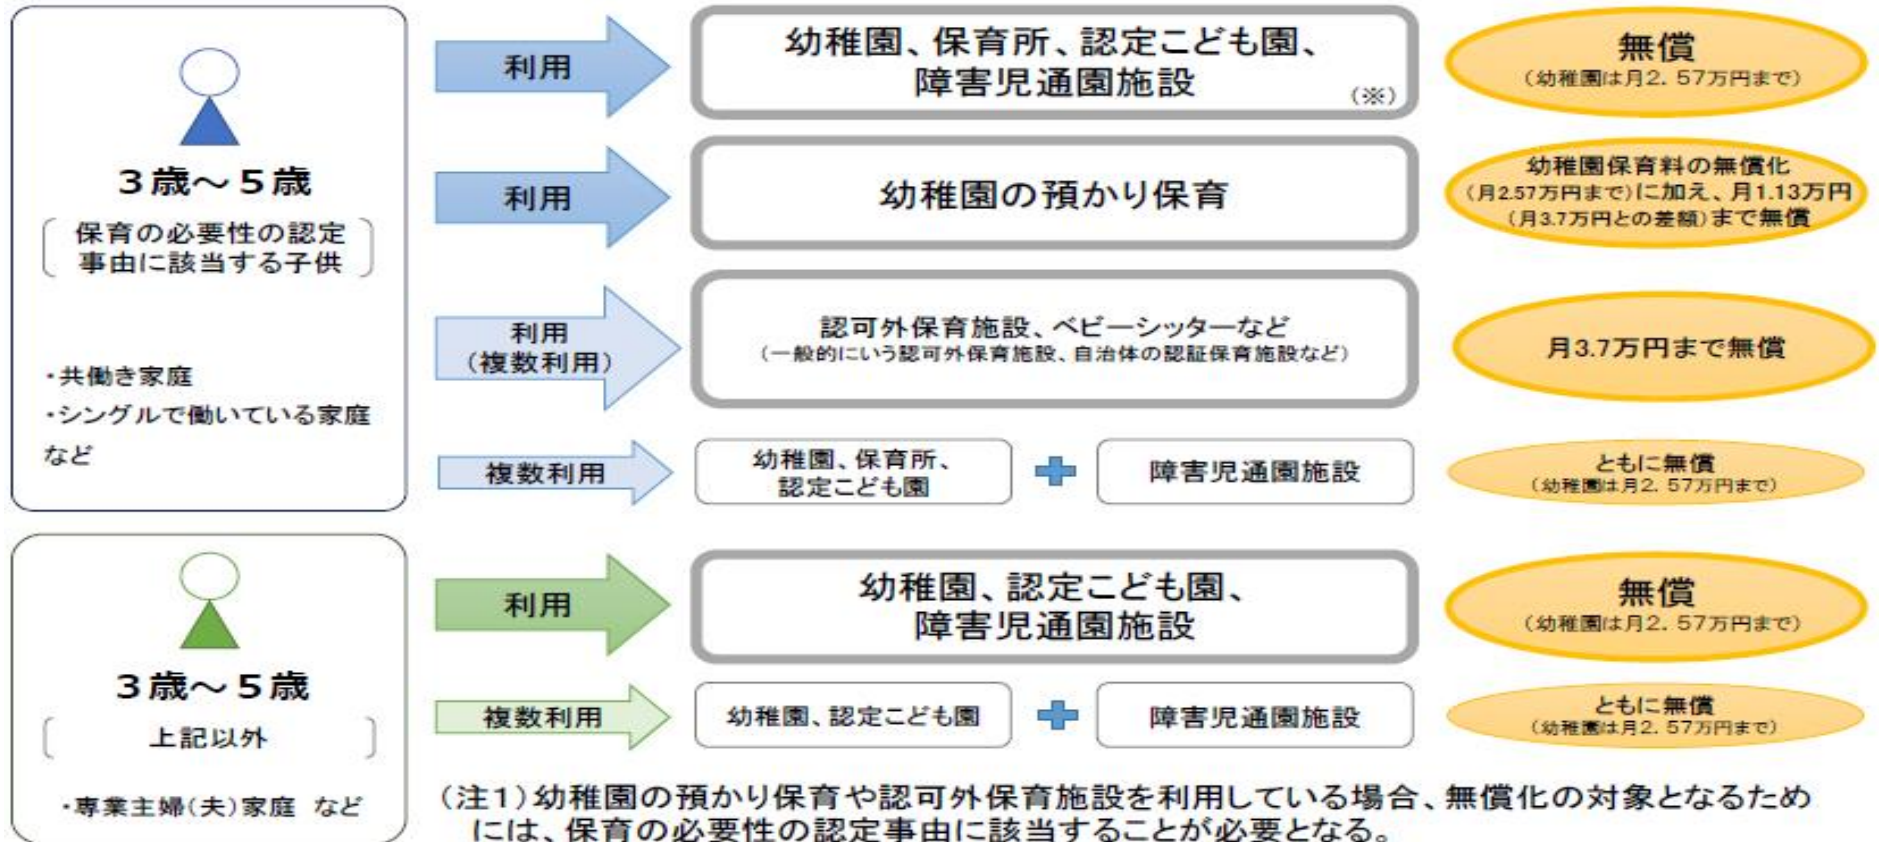 3歳～5歳
保育の必要性の認定
事由に該当する子供
・共働き家庭
・シングルで働いている家庭
など
利用
幼稚園、保育所、認定こども園、
障害児通園施設
(※)
無償
(幼稚園は月2．57万円まで)
利用
幼稚園の預かり保育
幼稚園保育料の無償化
(月2.57万円まで)に加え、月1.13万円
(月3.7万円との差額)まで無償
利用
(複数利用)
認可外保育施設、ベビーシッターなど
(一般的にいう認可外保育施設、自治体の認証保育施設など)
月3.7万円まで無償
複数利用
幼稚園、保育所、
認定こども園
障害児通園施設
ともに無償
(幼稚園は月2．57万円まで)
3歳～5歳
上記以外
・専業主婦(夫)家庭 など
利用
幼稚園、認定こども園、
障害児通園施設
無償
(幼稚園は月2．57万円まで)
複数利用
幼稚園、認定こども園
障害児通園施設
ともに無償
(幼稚園は月2．57万円まで)
(注1)幼稚園の預かり保育や認可外保育施設を利用している場合、無償化の対象となるため
には、保育の必要性の認定事由に該当することが必要となる。